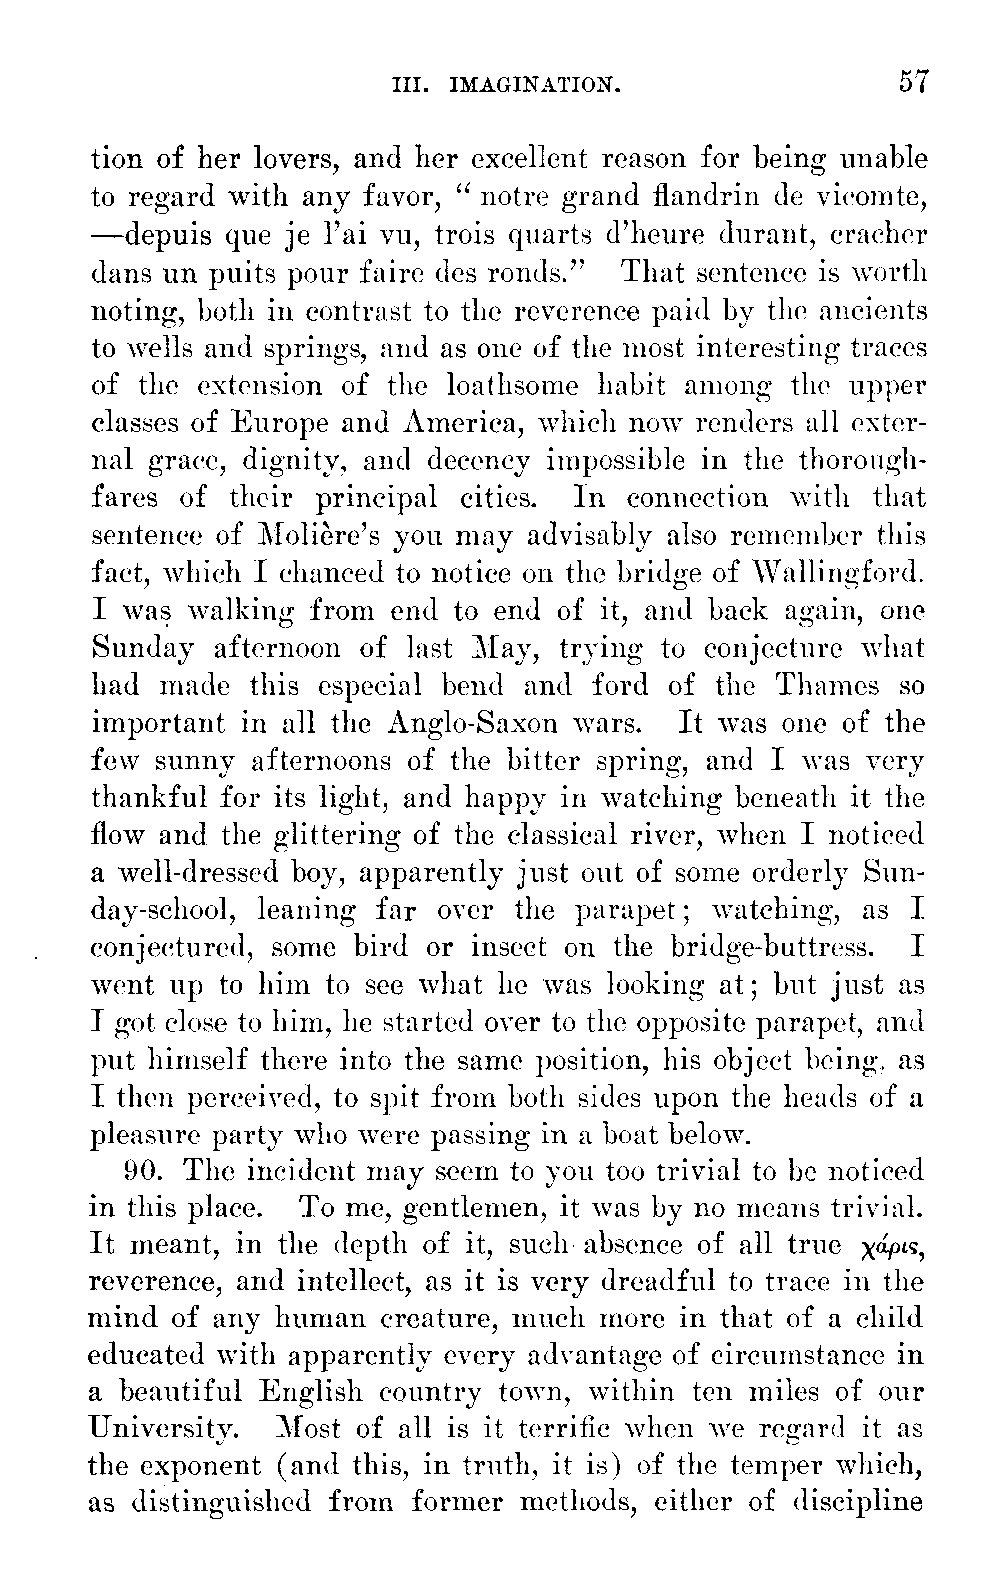 III. IMAGINATION. 57
tion of her lovers, and her excellent reason for being unable
to regard with any favor, “ notre grand flandrin de vicomte,
—depuis que je l’ai vu, trois quarts d’heure durant, cracher
dans un puits pour faire des ronds.” That sentence is worth
noting, both in contrast to the reverence paid by the ancients
to wells and springs, and as one of the most interesting traces
of the extension of the loathsome habit among the upper
classes of Europe and America, which now renders all exter-
nal grace, dignity, and decency impossible in the thorough-
fares of their principal cities. In connection with that
sentence of Molière’s you may advisably also remember this
fact, which I chanced to notice on the bridge of Wallingford.
I was walking from end to end of it, and back again, one
Sunday afternoon of last May, trying to conjecture what
had made this especial bend and ford of the Thames so
important in all the Anglo-Saxon wars. It was one of the
few sunny afternoons of the bitter spring, and I was very
thankful for its light, and happy in watching beneath it the
flow and the glittering of the classical river, when I noticed
a well-dressed boy, apparently just out of some orderly Sun-
day-school, leaning far over the parapet; watching, as I
conjectured, some bird or insect on the bridge-buttress. I
went up to him to see what he was looking at; but just as
I got close to him, he started over to the opposite parapet, and
put himself there into the same position, his object being, as
I then perceived, to spit from both sides upon the heads of a
pleasure party who were passing in a boat below.
90. The incident may seem to you too trivial to be noticed
in this place. To me, gentlemen, it was by no means trivial.
It meant, in the depth of it, such absence of all true χάρις,
reverence, and intellect, as it is very dreadful to trace in the
mind of any human creature, much more in that of a child
educated with apparently every advantage of circumstance in
a beautiful English country town, within ten miles of our
University. Most of all is it terrific when we regard it as
the exponent (and this, in truth, it is) of the temper which,
as distinguished from former methods, either of discipline